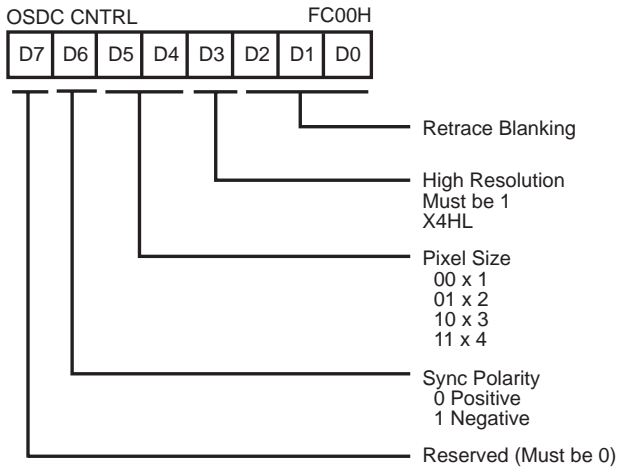 OSDC CNTRL FC00H
D7 D6 D5 D4 D3 D2 D1 D0
Retrace Blanking
High Resolution
Must be 1
X4HL
Pixel Size
00 x 1
01 x 2
10 x 3
11 x 4
Sync Polarity
0 Positive
1 Negative
Reserved (Must be 0)